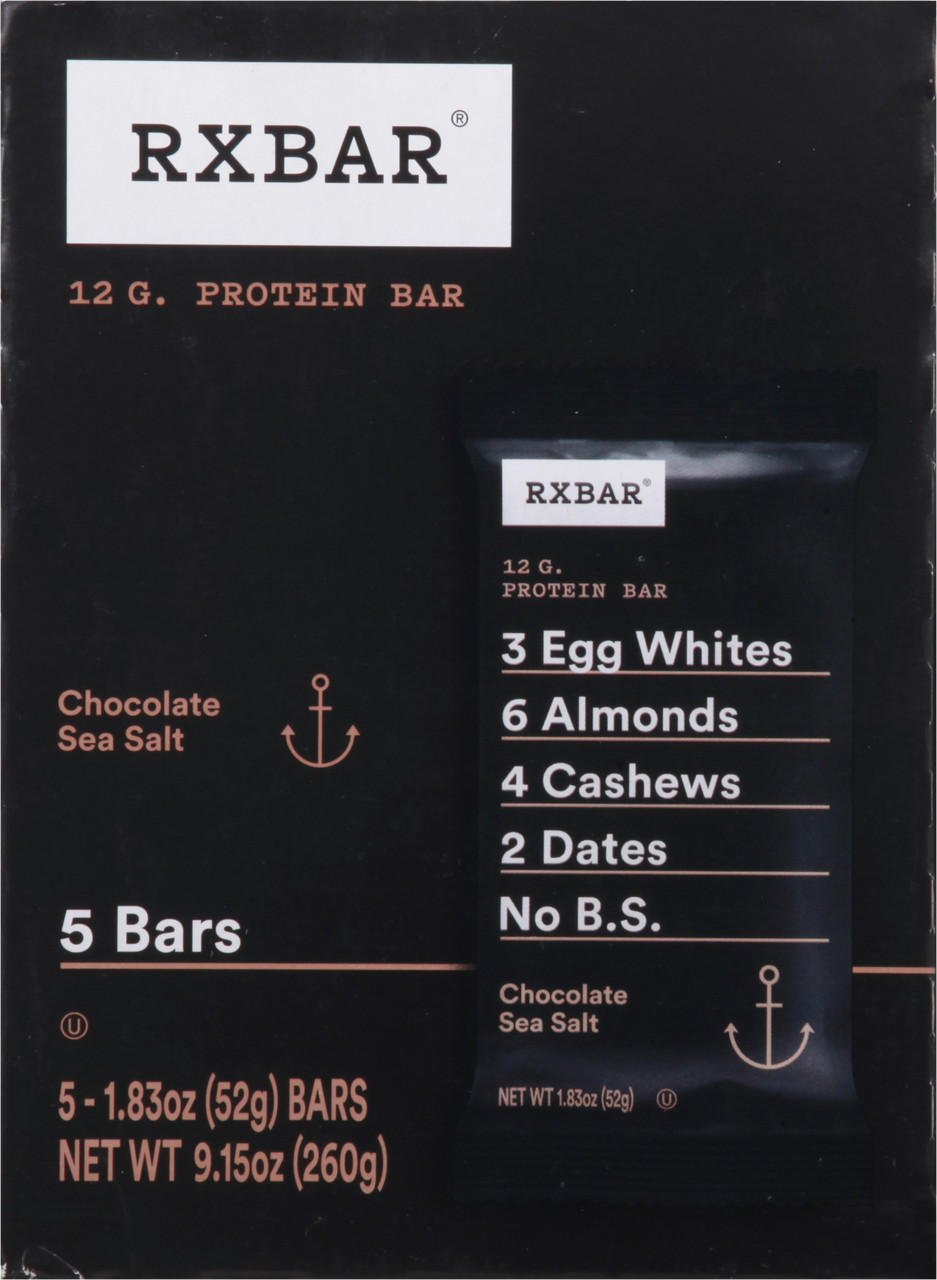 RXBAR®
12 G. PROTEIN BAR
Chocolate
Sea Salt
5 Bars
U
5 - 1.83oz (52g) BARS
NET WT 9.15oz (260g)
RXBAR®
12 G.
PROTEIN BAR
3 Egg Whites
6 Almonds
4 Cashews
2 Dates
No B.S.
Chocolate
Sea Salt
NET WT 1.83oz (52g) U